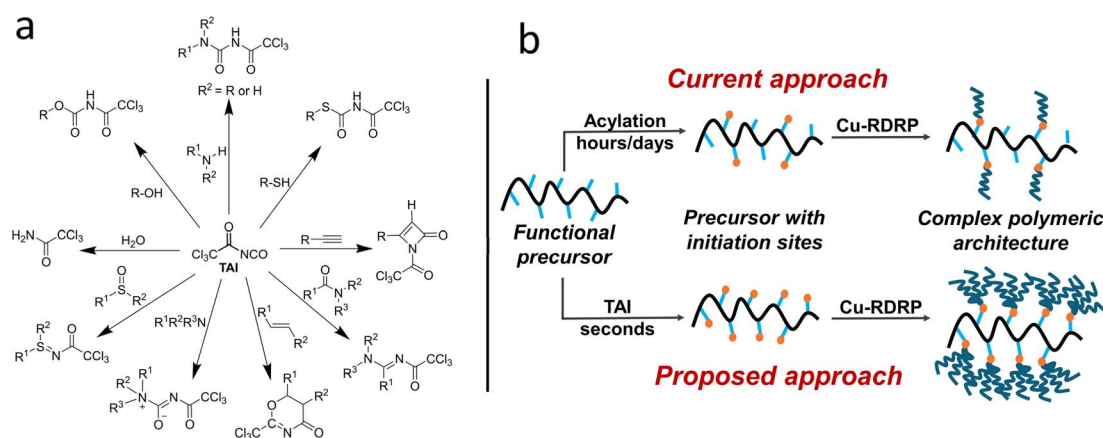 a
R²
R¹ N H N CCl₃
O O
R² = R or H
R O H N CCl₃
O O
R S H N CCl₃
O O
R¹ N H
R²
R-OH
R-SH
H₂N CCl₃
O
H₂O
O
Cl₃C NCO
TAI
R
H
R O
N
O
CCl₃
O
R¹ S R²
R¹R²R³N
R¹
R²
O
R¹ N R²
R³
R²
R¹ S N CCl₃
O
R² R¹
R³ N + N CCl₃
O⁻ O
R¹
O R²
Cl₃C N O
R²
R³ N N CCl₃
R¹ O
b
Current approach
Acylation
hours/days
Cu-RDRP
Functional
precursor
Precursor with
initiation sites
Complex polymeric
architecture
TAI
seconds
Cu-RDRP
Proposed approach